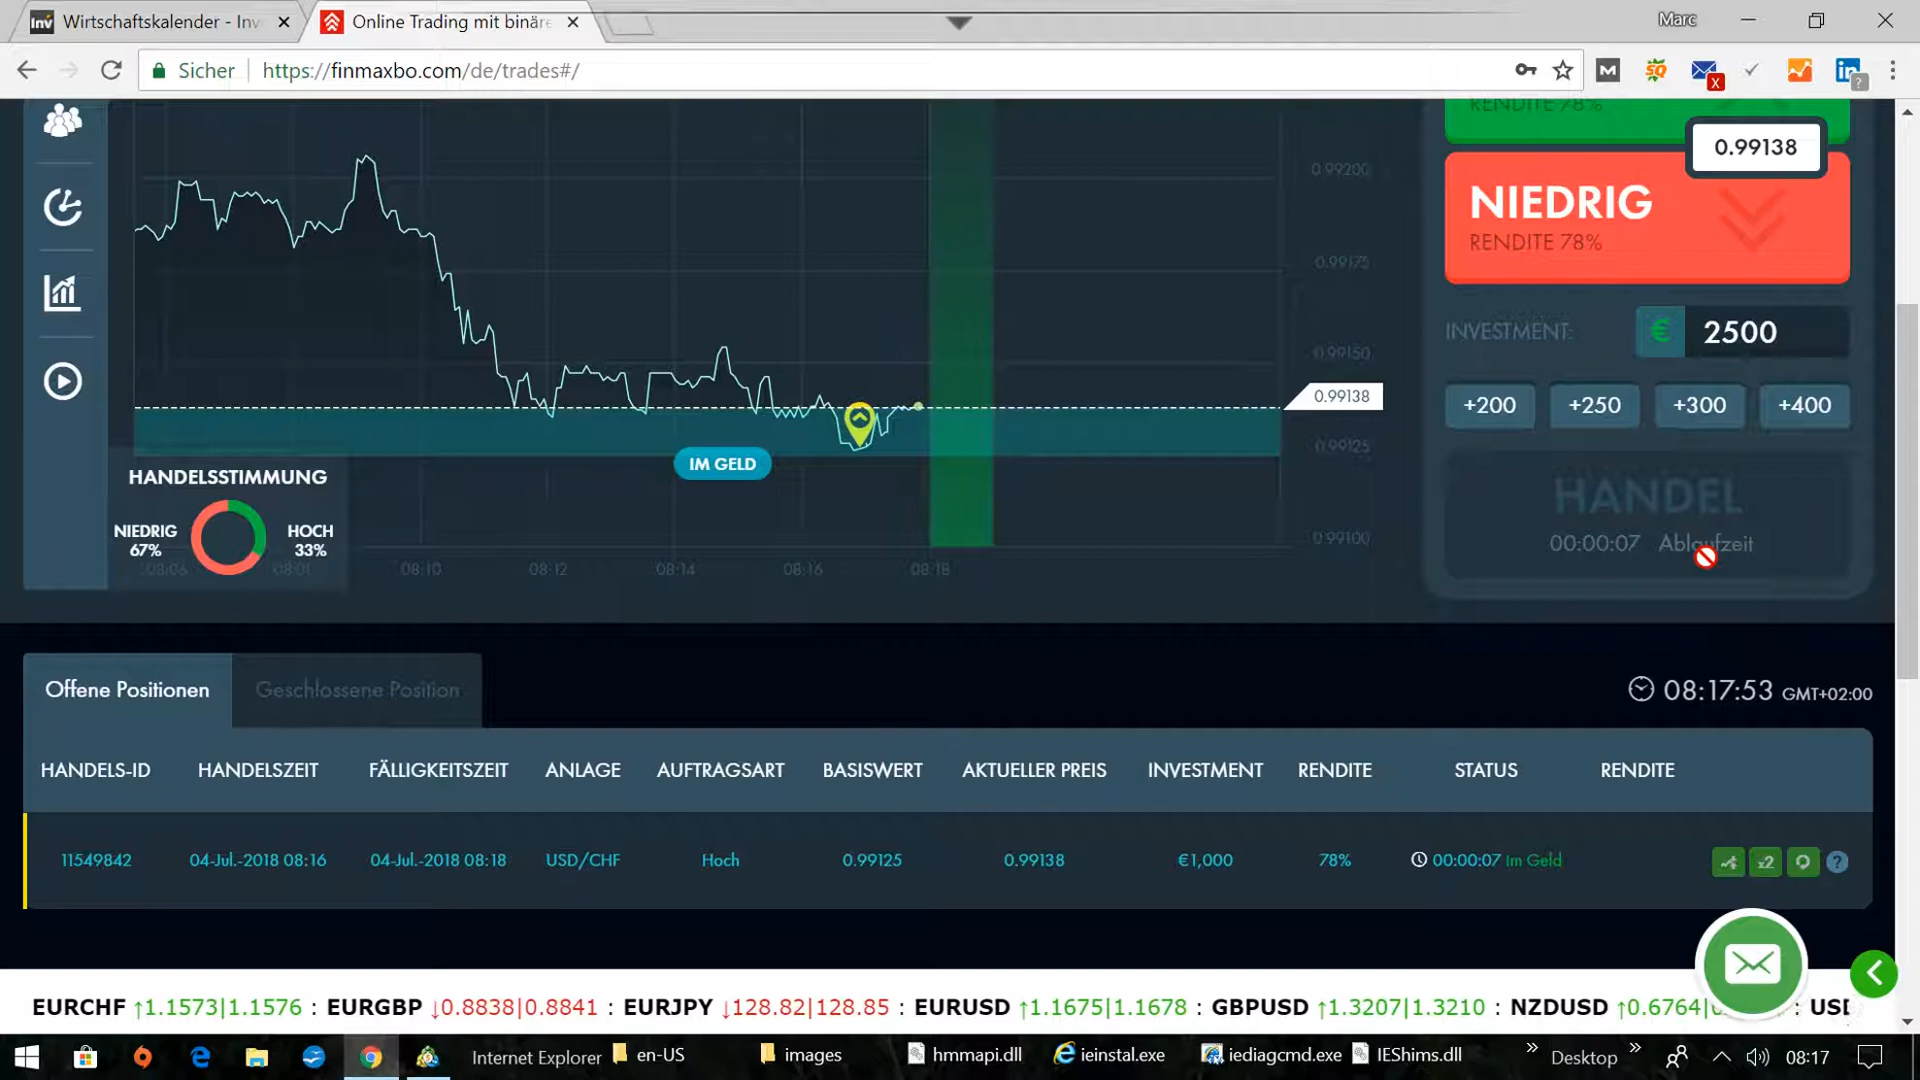 Wirtschaftskalender - Inv
Online Trading mit binäre
Marc
Sicher
https://finmaxbo.com/de/trades#/
RENDITE 78%
0.99138
NIEDRIG
RENDITE 78%
INVESTMENT:
€
2500
+200
+250
+300
+400
HANDEL
00:00:07 Ablaufzeit
0.99200
0.99175
0.99150
0.99138
0.99125
0.99100
IM GELD
HANDELSSTIMMUNG
NIEDRIG
67%
HOCH
33%
08:06
08:10
08:12
08:14
08:16
08:18
Offene Positionen
Geschlossene Position
08:17:53 GMT+02:00
HANDELS-ID HANDELSZEIT FÄLLIGKEITSZEIT ANLAGE AUFTRAGSART BASISWERT AKTUELLER PREIS INVESTMENT RENDITE STATUS RENDITE
11549842 04-Jul.-2018 08:16 04-Jul.-2018 08:18 USD/CHF Hoch 0.99125 0.99138 €1,000 78% 00:00:07 Im Geld x2 ?
EURCHF ↑1.1573|1.1576 : EURGBP ↓0.8838|0.8841 : EURJPY ↓128.82|128.85 : EURUSD ↑1.1675|1.1678 : GBPUSD ↑1.3207|1.3210 : NZDUSD ↑0.6764|
Internet Explorer en-US images hmmapi.dll ieinstal.exe iediagcmd.exe IEShims.dll » Desktop » 08:17